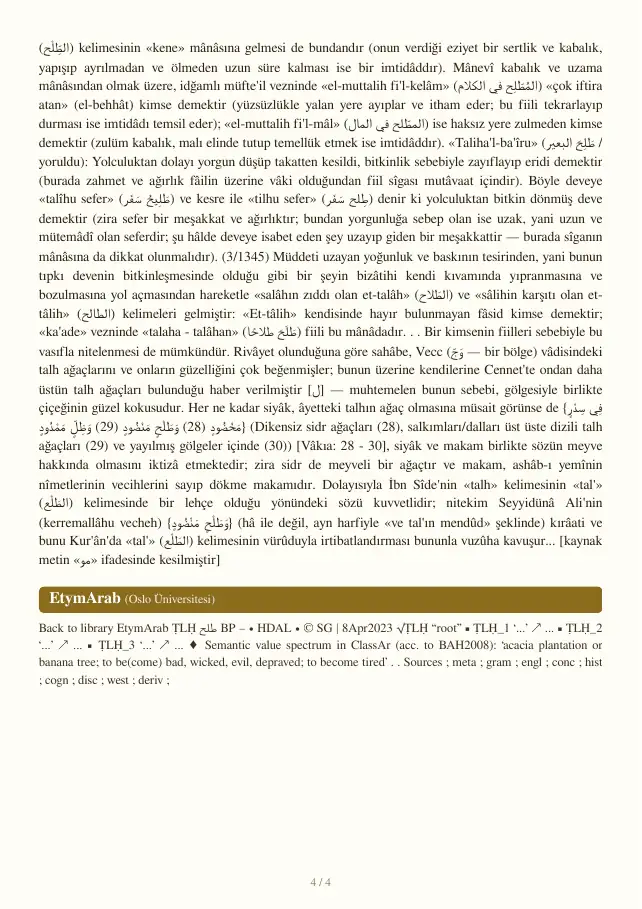 (الطِّلْح) kelimesinin «kene» mânâsına gelmesi de bundandır (onun verdiği eziyet bir sertlik ve kabalık,
yapışıp ayrılmadan ve ölmeden uzun süre kalması ise bir imtidâddır). Mânevî kabalık ve uzama
mânâsından olmak üzere, idğamlı müfte'il vezninde «el-muttalih fi'l-kelâm» (المُطّلِح في الكلام) «çok iftira
atan» (el-behhât) kimse demektir (yüzsüzlükle yalan yere ayıplar ve itham eder; bu fiili tekrarlayıp
durması ise imtidâdı temsil eder); «el-muttalih fi'l-mâl» (المطّلح في المال) ise haksız yere zulmeden kimse
demektir (zulüm kabalık, malı elinde tutup temellük etmek ise imtidâddır). «Taliha'l-ba'îru» (طَلِحَ البعير /
yoruldu): Yolculuktan dolayı yorgun düşüp takatten kesildi, bitkinlik sebebiyle zayıflayıp eridi demektir
(burada zahmet ve ağırlık fâilin üzerine vâki olduğundan fiil sîgası mutâvaat içindir). Böyle deveye
«talîhu sefer» (طَلِيحُ سَفَر) ve kesre ile «tilhu sefer» (طِلح سَفَر) denir ki yolculuktan bitkin dönmüş deve
demektir (zira sefer bir meşakkat ve ağırlıktır; bundan yorgunluğa sebep olan ise uzak, yani uzun ve
mütemâdî olan seferdir; şu hâlde deveye isabet eden şey uzayıp giden bir meşakkattir — burada sîganın
mânâsına da dikkat olunmalıdır). (3/1345) Müddeti uzayan yoğunluk ve baskının tesirinden, yani bunun
tıpkı devenin bitkinleşmesinde olduğu gibi bir şeyin bizâtihi kendi kıvamında yıpranmasına ve
bozulmasına yol açmasından hareketle «salâhın zıddı olan et-talâh» (الطَلَاح) ve «sâlihin karşıtı olan et-
tâlih» (الطالح) kelimeleri gelmiştir: «Et-tâlih» kendisinde hayır bulunmayan fâsid kimse demektir;
«ka'ade» vezninde «talaha - talâhan» (طَلَحَ طلاحًا) fiili bu mânâdadır. . . Bir kimsenin fiilleri sebebiyle bu
vasıfla nitelenmesi de mümkündür. Rivâyet olunduğuna göre sahâbe, Vecc (وَجّ — bir bölge) vâdisindeki
talh ağaçlarını ve onların güzelliğini çok beğenmişler; bunun üzerine kendilerine Cennet'te ondan daha
üstün talh ağaçları bulunduğu haber verilmiştir [ل] — muhtemelen bunun sebebi, gölgesiyle birlikte
çiçeğinin güzel kokusudur. Her ne kadar siyâk, âyetteki talhın ağaç olmasına müsait görünse de {فِي سِدْرٍ
مَخْضُودٍ (28) وَطَلْحٍ مَنْضُودٍ (29) وَظِلٍّ مَمْدُودٍ} (Dikensiz sidr ağaçları (28), salkımları/dalları üst üste dizili talh
ağaçları (29) ve yayılmış gölgeler içinde (30)) [Vâkıa: 28 - 30], siyâk ve makam birlikte sözün meyve
hakkında olmasını iktizâ etmektedir; zira sidr de meyveli bir ağaçtır ve makam, ashâb-ı yemînin
nîmetlerinin vecihlerini sayıp dökme makamıdır. Dolayısıyla İbn Sîde'nin «talh» kelimesinin «tal'»
(الطَّلْع) kelimesinde bir lehçe olduğu yönündeki sözü kuvvetlidir; nitekim Seyyidünâ Ali'nin
(kerremallâhu vecheh) {وَطَلْحٍ مَنْضُودٍ} (hâ ile değil, ayn harfiyle «ve tal'ın mendûd» şeklinde) kırâati ve
bunu Kur'ân'da «tal'» (الطَلْع) kelimesinin vürûduyla irtibatlandırması bununla vuzûha kavuşur... [kaynak
metin «مو» ifadesinde kesilmiştir]
EtymArab (Oslo Üniversitesi)
Back to library EtymArab ṬLḤ طلح BP – • HDAL • © SG | 8Apr2023 √ṬLḤ “root” ▪ ṬLḤ_1 ‘...’ ↗ ... ▪ ṬLḤ_2
‘...’ ↗ ... ▪ ṬLḤ_3 ‘...’ ↗ ... ♦ Semantic value spectrum in ClassAr (acc. to BAH2008): ‘acacia plantation or
banana tree; to be(come) bad, wicked, evil, depraved; to become tired’ . . Sources ; meta ; gram ; engl ; conc ; hist
; cogn ; disc ; west ; deriv ;
4 / 4